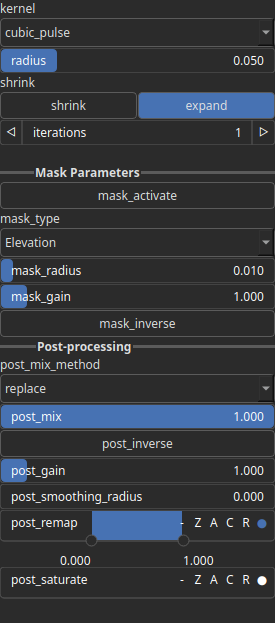 kernel
cubic_pulse
radius 0.050
shrink
shrink expand
iterations 1
Mask Parameters
mask_activate
mask_type
Elevation
mask_radius 0.010
mask_gain 1.000
mask_inverse
Post-processing
post_mix_method
replace
post_mix 1.000
post_inverse
post_gain 1.000
post_smoothing_radius 0.000
post_remap - Z A C R
0.000 1.000
post_saturate - Z A C R